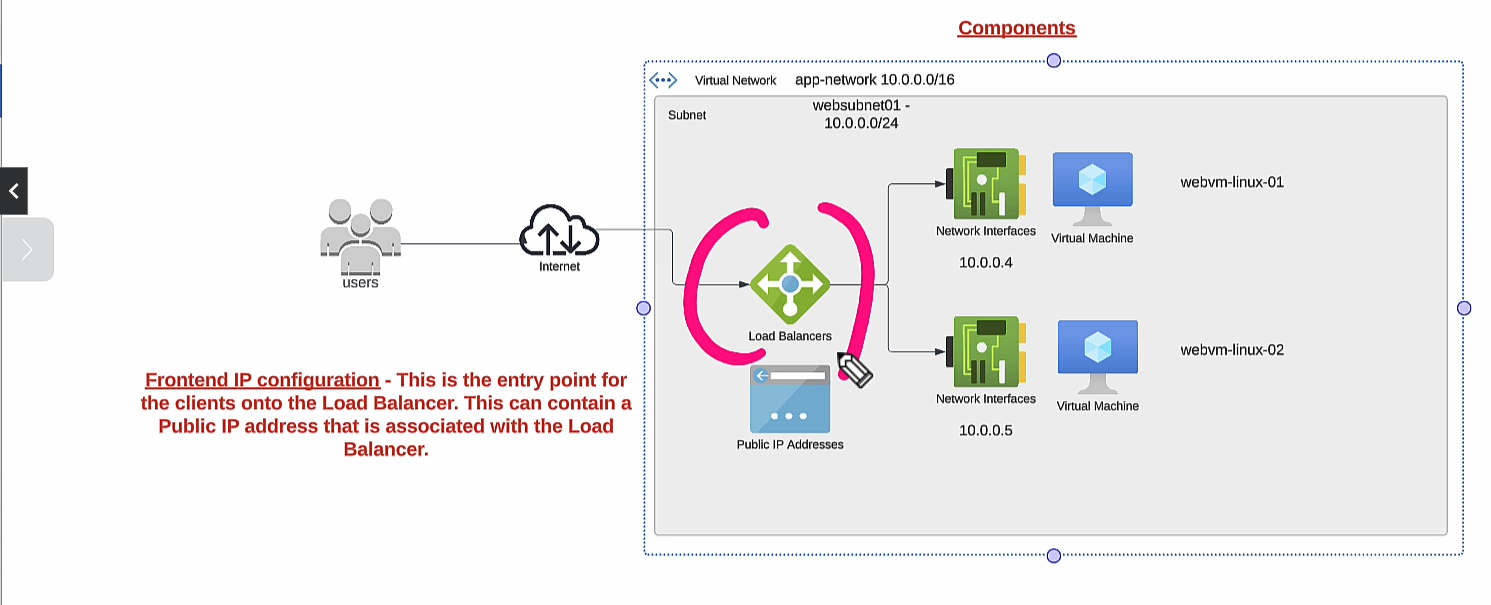 Components
Virtual Network
app-network 10.0.0.0/16
Subnet
websubnet01 -
10.0.0.0/24
users
Internet
Load Balancers
Public IP Addresses
Network Interfaces
10.0.0.4
Virtual Machine
webvm-linux-01
Network Interfaces
10.0.0.5
Virtual Machine
webvm-linux-02
Frontend IP configuration - This is the entry point for
the clients onto the Load Balancer. This can contain a
Public IP address that is associated with the Load
Balancer.